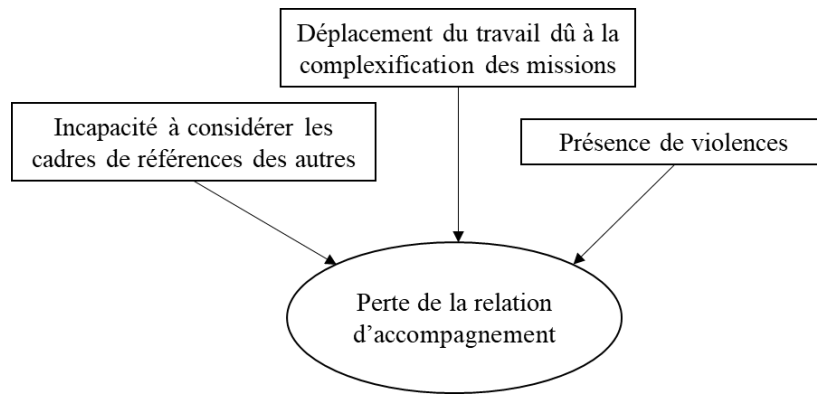 Déplacement du travail dû à la
complexification des missions
Incapacité à considérer les
cadres de références des autres
Présence de violences
Perte de la relation
d’accompagnement